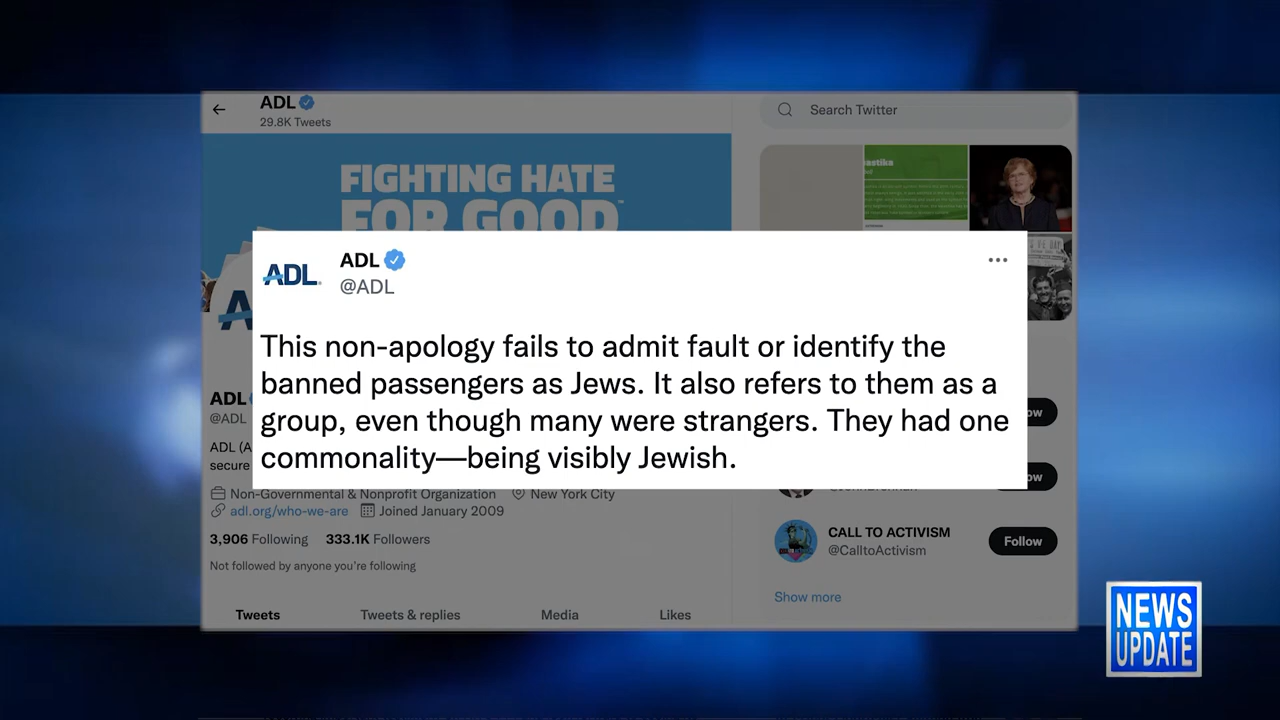 ADL
29.8K Tweets
Search Twitter
FIGHTING HATE
FOR GOOD™
ADL.
ADL
@ADL
This non-apology fails to admit fault or identify the
banned passengers as Jews. It also refers to them as a
group, even though many were strangers. They had one
commonality—being visibly Jewish.
ADL
@ADL
ADL (A
secure
Non-Governmental & Nonprofit Organization New York City
adl.org/who-we-are Joined January 2009
3,906 Following 333.1K Followers
Not followed by anyone you're following
Tweets Tweets & replies Media Likes
CALL TO ACTIVISM
@CalltoActivism
Follow
Show more
NEWS
UPDATE